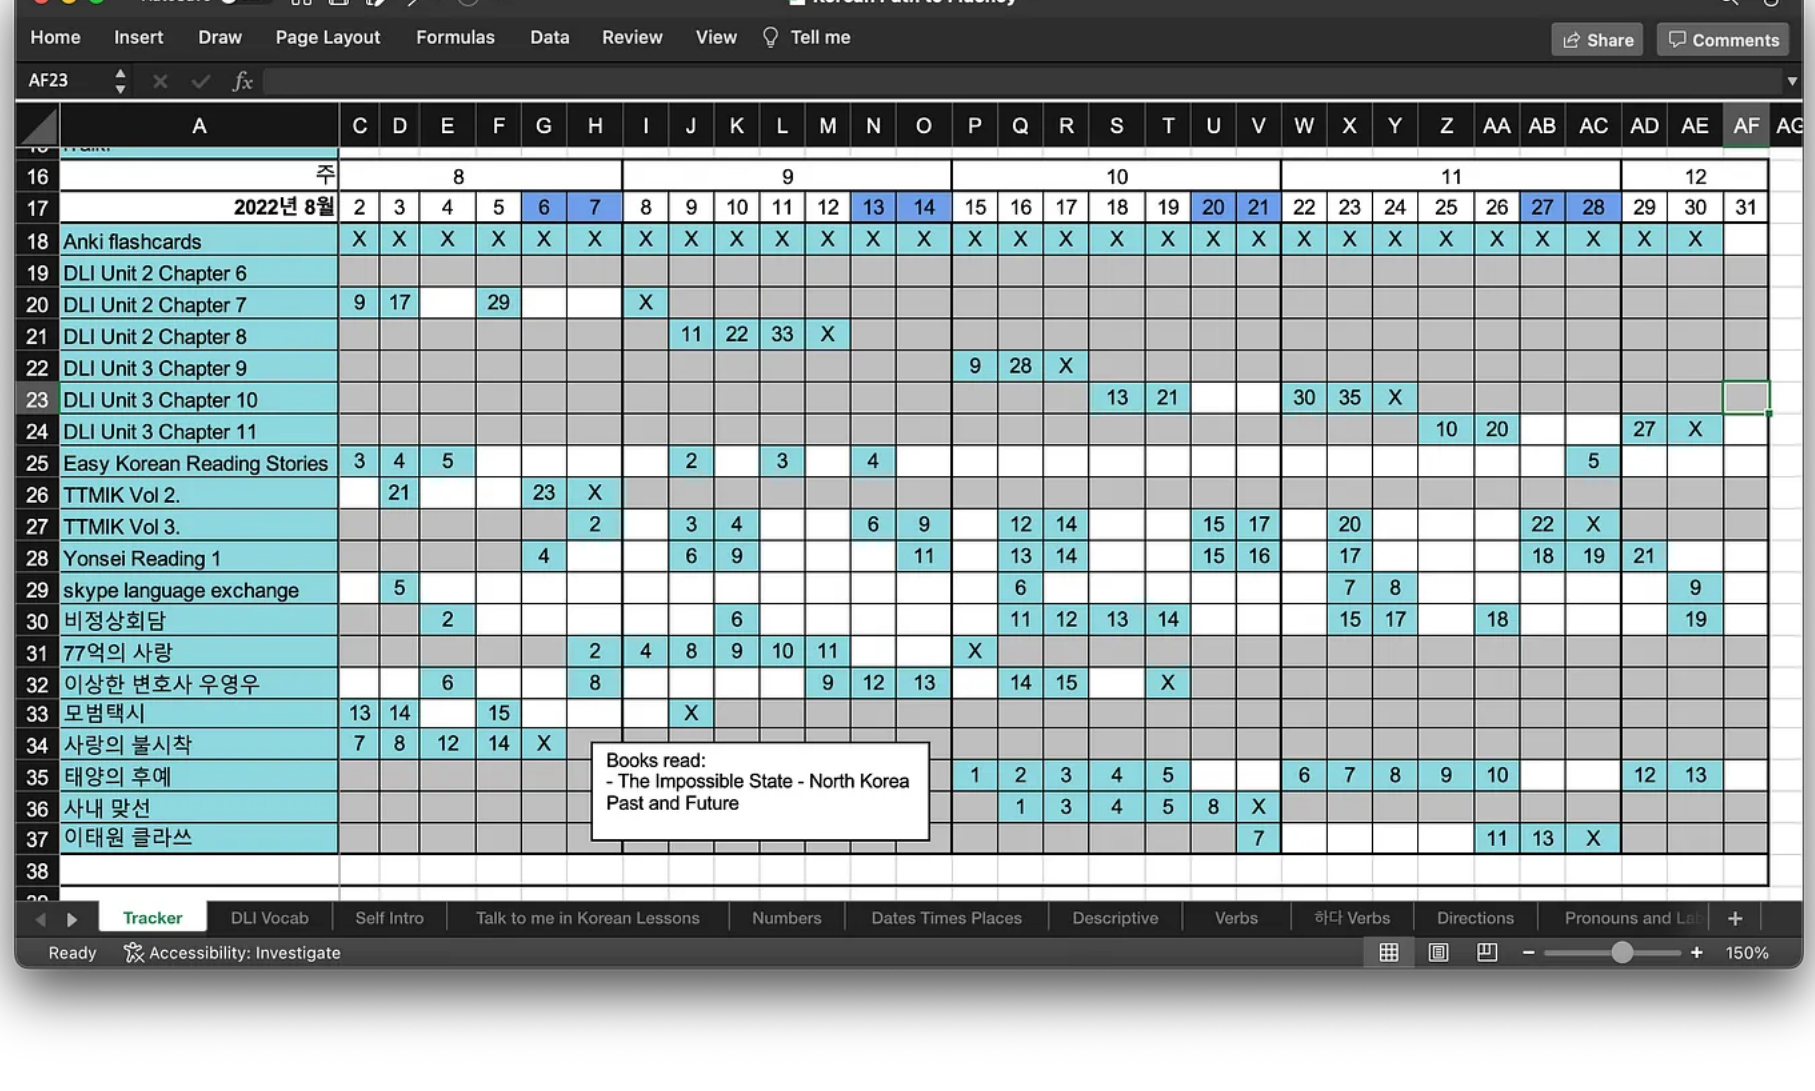 Home Insert Draw Page Layout Formulas Data Review View Tell me Share Comments
AF23 fx
A C D E F G H I J K L M N O P Q R S T U V W X Y Z AA AB AC AD AE AF AG
16 주 8 9 10 11 12
17 2022년 8월 2 3 4 5 6 7 8 9 10 11 12 13 14 15 16 17 18 19 20 21 22 23 24 25 26 27 28 29 30 31
18 Anki flashcards X X X X X X X X X X X X X X X X X X X X X X X X X X X X X
19 DLI Unit 2 Chapter 6
20 DLI Unit 2 Chapter 7 9 17 29 X
21 DLI Unit 2 Chapter 8 11 22 33 X
22 DLI Unit 3 Chapter 9 9 28 X
23 DLI Unit 3 Chapter 10 13 21 30 35 X
24 DLI Unit 3 Chapter 11 10 20 27 X
25 Easy Korean Reading Stories 3 4 5 2 3 4 5
26 TTMIK Vol 2. 21 23 X
27 TTMIK Vol 3. 2 3 4 6 9 12 14 15 17 20 22 X
28 Yonsei Reading 1 4 6 9 11 13 14 15 16 17 18 19 21
29 skype language exchange 5 6 7 8 9
30 비정상회담 2 6 11 12 13 14 15 17 18 19
31 77억의 사랑 2 4 8 9 10 11 X
32 이상한 변호사 우영우 6 8 9 12 13 14 15 X
33 모범택시 13 14 15 X
34 사랑의 불시착 7 8 12 14 X
35 태양의 후예 1 2 3 4 5 6 7 8 9 10 12 13
36 사내 맞선 1 3 4 5 8 X
37 이태원 클라쓰 7 11 13 X
38
Books read:
- The Impossible State - North Korea
Past and Future
Tracker DLI Vocab Self Intro Talk to me in Korean Lessons Numbers Dates Times Places Descriptive Verbs 하다 Verbs Directions Pronouns and La +
Ready Accessibility: Investigate 150%